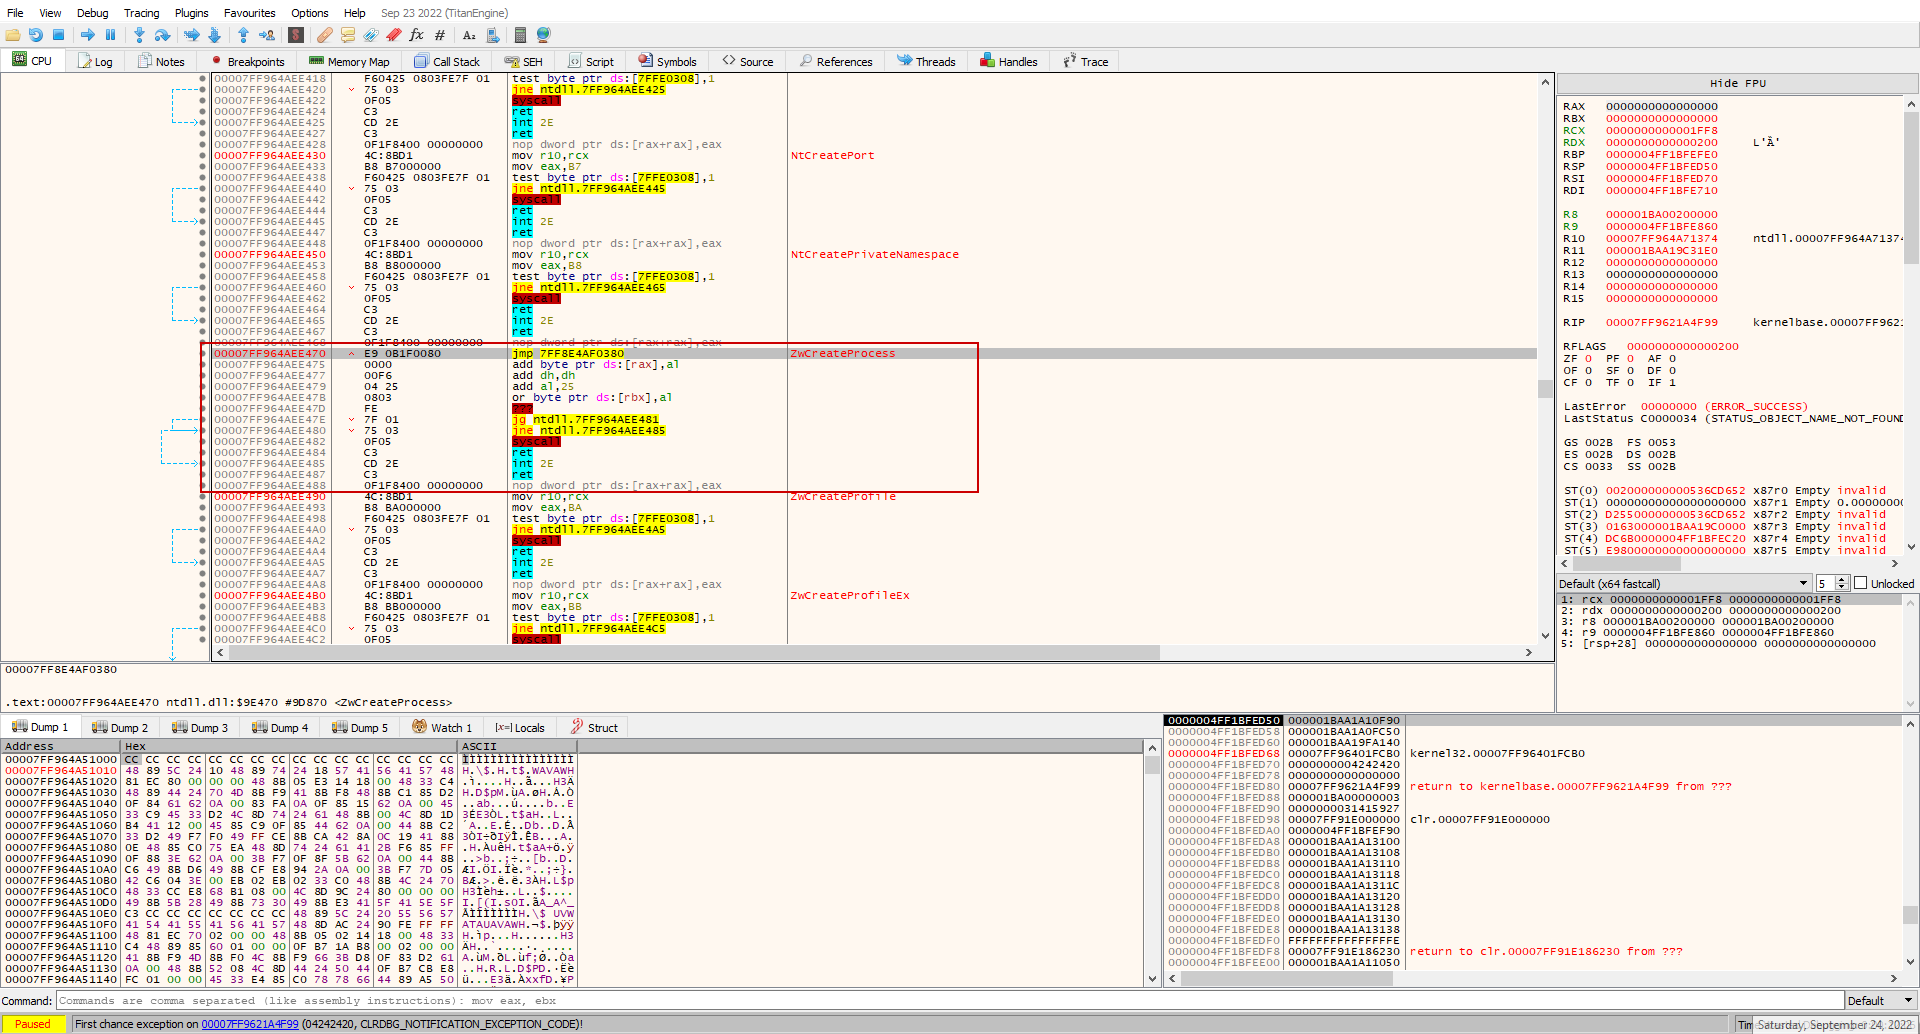 File View Debug Tracing Plugins Favourites Options Help Sep 23 2022 (TitanEngine)
CPU Log Notes Breakpoints Memory Map Call Stack SEH Script Symbols Source References Threads Handles Trace
00007FF964AEE418 F60425 0803FE7F 01 test byte ptr ds:[7FFE0308],1
00007FF964AEE420 75 03 jne ntdll.7FF964AEE425
00007FF964AEE422 0F05 syscall
00007FF964AEE424 C3 ret
00007FF964AEE425 CD 2E int 2E
00007FF964AEE427 C3 ret
00007FF964AEE428 0F1F8400 00000000 nop dword ptr ds:[rax+rax],eax
00007FF964AEE430 4C:8BD1 mov r10,rcx NtCreatePort
00007FF964AEE433 B8 B7000000 mov eax,B7
00007FF964AEE438 F60425 0803FE7F 01 test byte ptr ds:[7FFE0308],1
00007FF964AEE440 75 03 jne ntdll.7FF964AEE445
00007FF964AEE442 0F05 syscall
00007FF964AEE444 C3 ret
00007FF964AEE445 CD 2E int 2E
00007FF964AEE447 C3 ret
00007FF964AEE448 0F1F8400 00000000 nop dword ptr ds:[rax+rax],eax
00007FF964AEE450 4C:8BD1 mov r10,rcx NtCreatePrivateNamespace
00007FF964AEE453 B8 B8000000 mov eax,B8
00007FF964AEE458 F60425 0803FE7F 01 test byte ptr ds:[7FFE0308],1
00007FF964AEE460 75 03 jne ntdll.7FF964AEE465
00007FF964AEE462 0F05 syscall
00007FF964AEE464 C3 ret
00007FF964AEE465 CD 2E int 2E
00007FF964AEE467 C3 ret
00007FF964AEE468 0F1F8400 00000000 nop dword ptr ds:[rax+rax],eax
00007FF964AEE470 E9 0B1F0080 jmp 7FF8E4AF0380 ZwCreateProcess
00007FF964AEE475 0000 add byte ptr ds:[rax],al
00007FF964AEE477 00F6 add dh,dh
00007FF964AEE479 04 25 add al,25
00007FF964AEE47B 0803 or byte ptr ds:[rbx],al
00007FF964AEE47D FE ???
00007FF964AEE47E 7F 01 jg ntdll.7FF964AEE481
00007FF964AEE480 75 03 jne ntdll.7FF964AEE485
00007FF964AEE482 0F05 syscall
00007FF964AEE484 C3 ret
00007FF964AEE485 CD 2E int 2E
00007FF964AEE487 C3 ret
00007FF964AEE488 0F1F8400 00000000 nop dword ptr ds:[rax+rax],eax
00007FF964AEE490 4C:8BD1 mov r10,rcx ZwCreateProfile
00007FF964AEE493 B8 BA000000 mov eax,BA
00007FF964AEE498 F60425 0803FE7F 01 test byte ptr ds:[7FFE0308],1
00007FF964AEE4A0 75 03 jne ntdll.7FF964AEE4A5
00007FF964AEE4A2 0F05 syscall
00007FF964AEE4A4 C3 ret
00007FF964AEE4A5 CD 2E int 2E
00007FF964AEE4A7 C3 ret
00007FF964AEE4A8 0F1F8400 00000000 nop dword ptr ds:[rax+rax],eax
00007FF964AEE4B0 4C:8BD1 mov r10,rcx ZwCreateProfileEx
00007FF964AEE4B3 B8 BB000000 mov eax,BB
00007FF964AEE4B8 F60425 0803FE7F 01 test byte ptr ds:[7FFE0308],1
00007FF964AEE4C0 75 03 jne ntdll.7FF964AEE4C5
00007FF964AEE4C2 0F05 syscall
Hide FPU
RAX 0000000000000000
RBX 0000000000000000
RCX 0000000000001FF8
RDX 0000000000000200 L'Ȁ'
RBP 0000004FF1BFEFE0
RSP 0000004FF1BFED50
RSI 0000004FF1BFED70
RDI 0000004FF1BFE710
R8 000001BA00200000
R9 0000004FF1BFE860
R10 00007FF964A71374 ntdll.00007FF964A71374
R11 000001BAA19C31E0
R12 0000000000000000
R13 0000000000000000
R14 0000000000000000
R15 0000000000000000
RIP 00007FF9621A4F99 kernelbase.00007FF9621
RFLAGS 0000000000000200
ZF 0 PF 0 AF 0
OF 0 SF 0 DF 0
CF 0 TF 0 IF 1
LastError 00000000 (ERROR_SUCCESS)
LastStatus C0000034 (STATUS_OBJECT_NAME_NOT_FOUND
GS 002B FS 0053
ES 002B DS 002B
CS 0033 SS 002B
ST(0) 002000000000536CD652 x87r0 Empty invalid
ST(1) 00000000000000000000 x87r1 Empty 0.00000000
ST(2) D25500000000536CD652 x87r2 Empty invalid
ST(3) 0163000001BAA19C0000 x87r3 Empty invalid
ST(4) DC6B0000004FF1BFEC20 x87r4 Empty invalid
ST(5) E9800000000000000000 x87r5 Empty invalid
Default (x64 fastcall) 5 Unlocked
1: rcx 0000000000001FF8 0000000000001FF8
2: rdx 0000000000000200 0000000000000200
3: r8 000001BA00200000 000001BA00200000
4: r9 0000004FF1BFE860 0000004FF1BFE860
5: [rsp+28] 0000000000000000 0000000000000000
00007FF8E4AF0380
.text:00007FF964AEE470 ntdll.dll:$9E470 #9D870 <ZwCreateProcess>
Dump 1 Dump 2 Dump 3 Dump 4 Dump 5 Watch 1 [x=] Locals Struct
Address Hex ASCII
00007FF964A51000 CC CC CC CC CC CC CC CC CC CC CC CC CC CC CC CC ÌÌÌÌÌÌÌÌÌÌÌÌÌÌÌÌ
00007FF964A51010 48 89 5C 24 10 48 89 74 24 18 57 41 56 41 57 48 H.\$.H.t$.WAVAWH
00007FF964A51020 81 EC 80 00 00 00 48 8B 05 E3 14 18 00 48 33 C4
00007FF964A51030 48 89 44 24 70 4D 8B F9 41 8B F8 48 8B C1 85 D2
00007FF964A51040 0F 84 61 62 0A 00 83 FA 0A 0F 85 15 62 0A 00 45
00007FF964A51050 33 C9 45 33 D2 4C 8D 74 24 61 48 8B 00 4C 8D 1D
00007FF964A51060 B4 41 12 00 45 85 C9 0F 85 44 62 0A 00 44 8B C2
00007FF964A51070 33 D2 49 F7 F0 49 FF CE 8B CA 42 8A 0C 19 41 88
00007FF964A51080 0E 48 85 C0 75 EA 48 8D 74 24 61 41 2B F6 85 FF
00007FF964A51090 0F 88 3E 62 0A 00 3B F7 0F 8F 5B 62 0A 00 44 8B
00007FF964A510A0 C6 49 8B D6 49 8B CF E8 94 2A 0A 00 3B F7 7D 05
00007FF964A510B0 42 C6 04 3E 00 EB 02 EB 02 33 C0 48 8B 4C 24 70
00007FF964A510C0 48 33 CC E8 68 B1 08 00 4C 8D 9C 24 80 00 00 00
00007FF964A510D0 49 8B 5B 28 49 8B 73 30 49 8B E3 41 5F 41 5E 5F
00007FF964A510E0 C3 CC CC CC CC CC CC CC 48 89 5C 24 20 55 56 57
00007FF964A510F0 41 54 41 55 41 56 41 57 48 8D AC 24 90 FE FF FF
00007FF964A51100 48 81 EC 70 02 00 00 48 8B 05 02 14 18 00 48 33
00007FF964A51110 C4 48 89 85 60 01 00 00 0F B7 1A B8 00 02 00 00
00007FF964A51120 41 8B F9 4D 8B F0 4C 8B F9 66 3B D8 0F 83 D2 61
00007FF964A51130 0A 00 48 8B 52 08 4C 8D 44 24 50 44 0F B7 CB E8
00007FF964A51140 FC 01 00 00 45 33 E4 85 C0 78 78 66 44 89 A5 50
0000004FF1BFED50 000001BAA1A10F90
0000004FF1BFED58 000001BAA1A0FC50
0000004FF1BFED60 000001BAA19FA140
0000004FF1BFED68 00007FF96401FCB0 kernel32.00007FF96401FCB0
0000004FF1BFED70 0000000004242420
0000004FF1BFED78 0000000000000000
0000004FF1BFED80 00007FF9621A4F99 return to kernelbase.00007FF9621A4F99 from ???
0000004FF1BFED88 000001BA00000003
0000004FF1BFED90 0000000031415927
0000004FF1BFED98 00007FF91E000000 clr.00007FF91E000000
0000004FF1BFEDA0 0000004FF1BFEF90
0000004FF1BFEDA8 000001BAA1A13100
0000004FF1BFEDB0 000001BAA1A13108
0000004FF1BFEDB8 000001BAA1A13110
0000004FF1BFEDC0 000001BAA1A13118
0000004FF1BFEDC8 000001BAA1A1311C
0000004FF1BFEDD0 000001BAA1A13120
0000004FF1BFEDD8 000001BAA1A13128
0000004FF1BFEDE0 000001BAA1A13130
0000004FF1BFEDE8 000001BAA1A13138
0000004FF1BFEDF0 FFFFFFFFFFFFFFFE
0000004FF1BFEDF8 00007FF91E186230 return to clr.00007FF91E186230 from ???
0000004FF1BFEE00 000001BAA1A11050
Command: Commands are comma separated (like assembly instructions): mov eax, ebx Default
Paused First chance exception on 00007FF9621A4F99 (04242420, CLRDBG_NOTIFICATION_EXCEPTION_CODE)! Tim Saturday, September 24, 2022